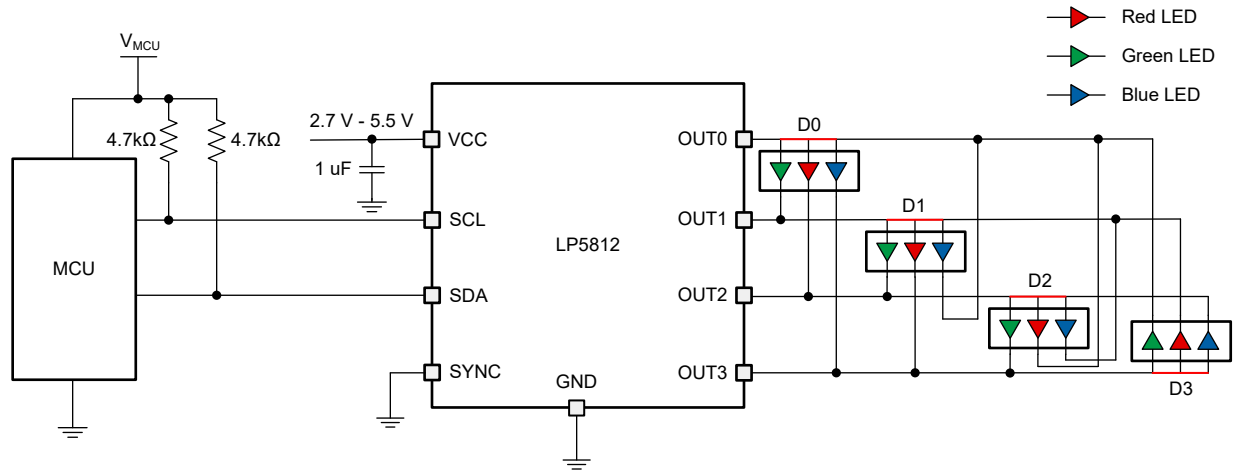 Red LED
Green LED
Blue LED
VMCU
4.7kΩ
4.7kΩ
2.7 V - 5.5 V
1 uF
MCU
VCC
SCL
SDA
SYNC
LP5812
GND
OUT0
OUT1
OUT2
OUT3
D0
D1
D2
D3